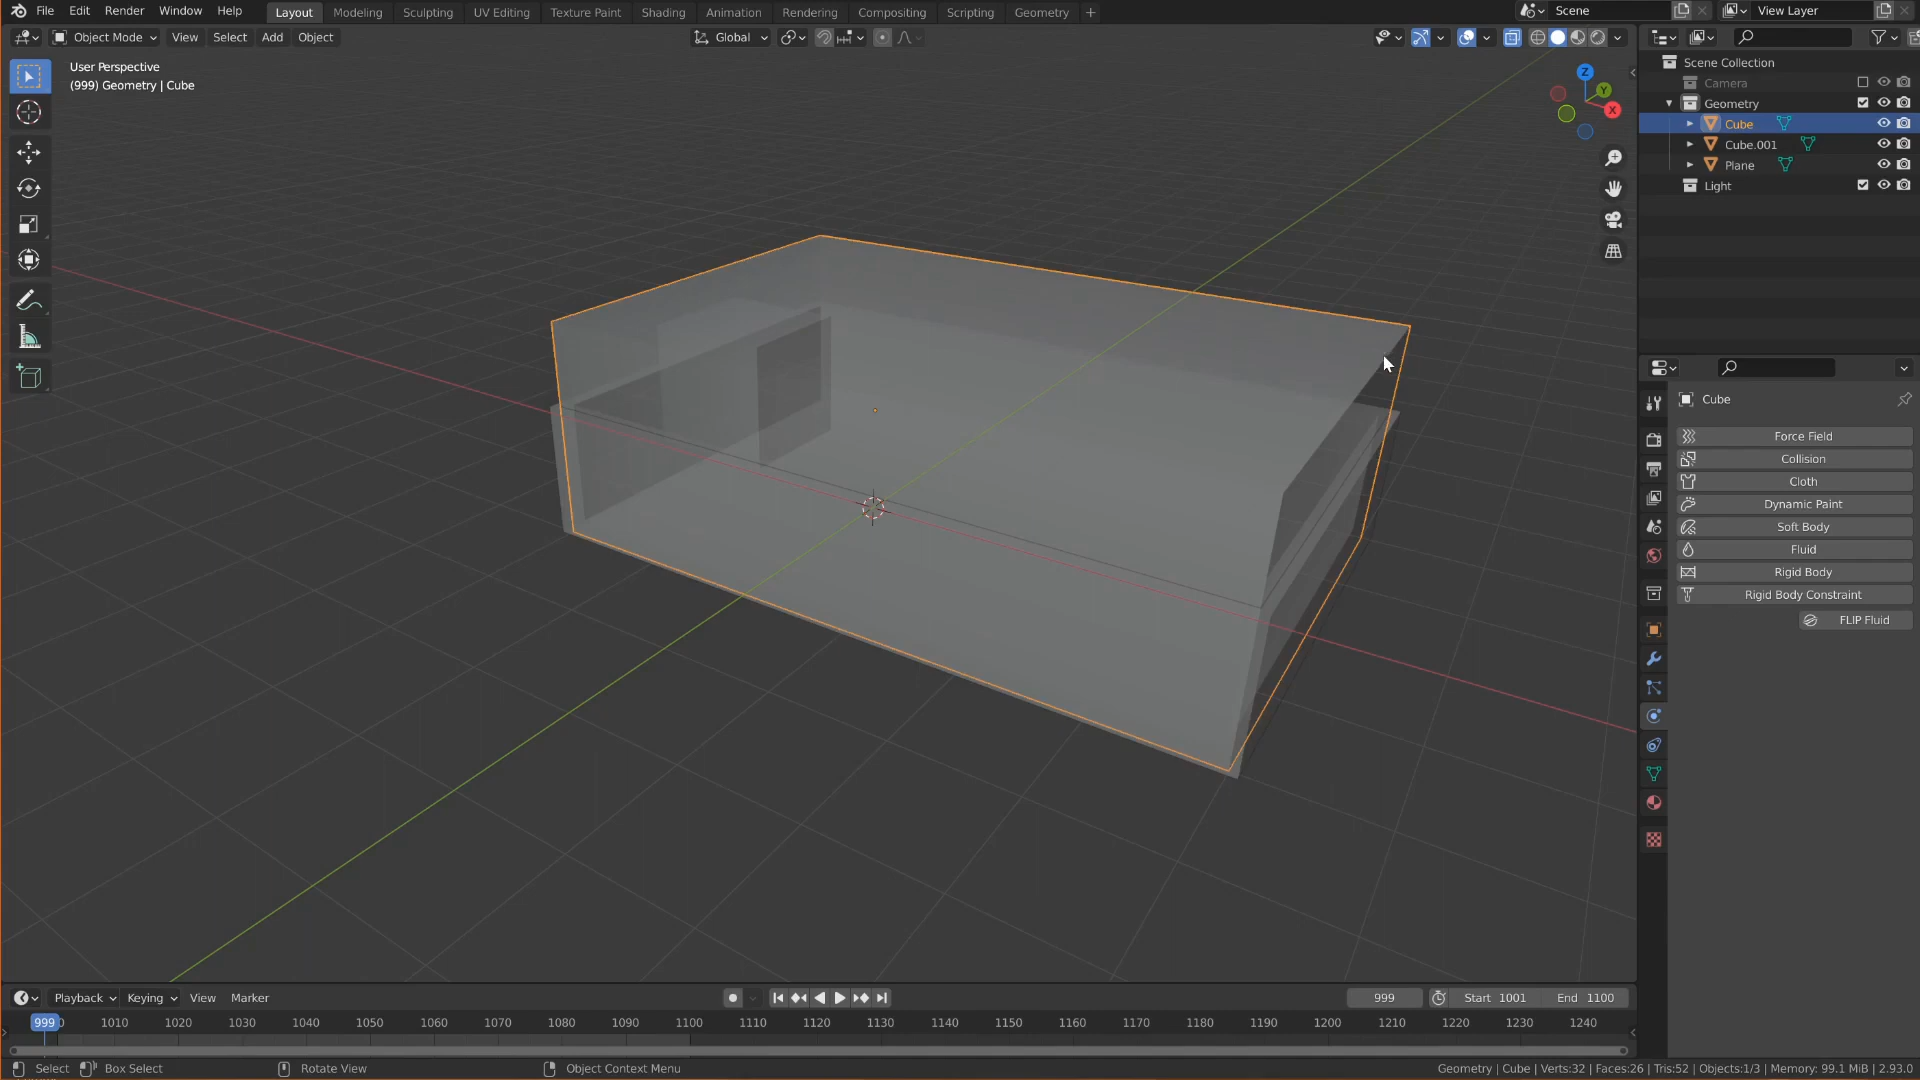 File Edit Render Window Help Layout Modeling Sculpting UV Editing Texture Paint Shading Animation Rendering Compositing Scripting Geometry + Scene View Layer
Object Mode View Select Add Object Global
User Perspective
(999) Geometry | Cube
Z
Y
X
Scene Collection
Camera
Geometry
Cube
Cube.001
Plane
Light
Cube
Force Field
Collision
Cloth
Dynamic Paint
Soft Body
Fluid
Rigid Body
Rigid Body Constraint
FLIP Fluid
Playback Keying View Marker 999 Start 1001 End 1100
999 1010 1020 1030 1040 1050 1060 1070 1080 1090 1100 1110 1120 1130 1140 1150 1160 1170 1180 1190 1200 1210 1220 1230 1240
Select Box Select Rotate View Object Context Menu Geometry | Cube | Verts:32 | Faces:26 | Tris:52 | Objects:1/3 | Memory: 99.1 MiB | 2.93.0